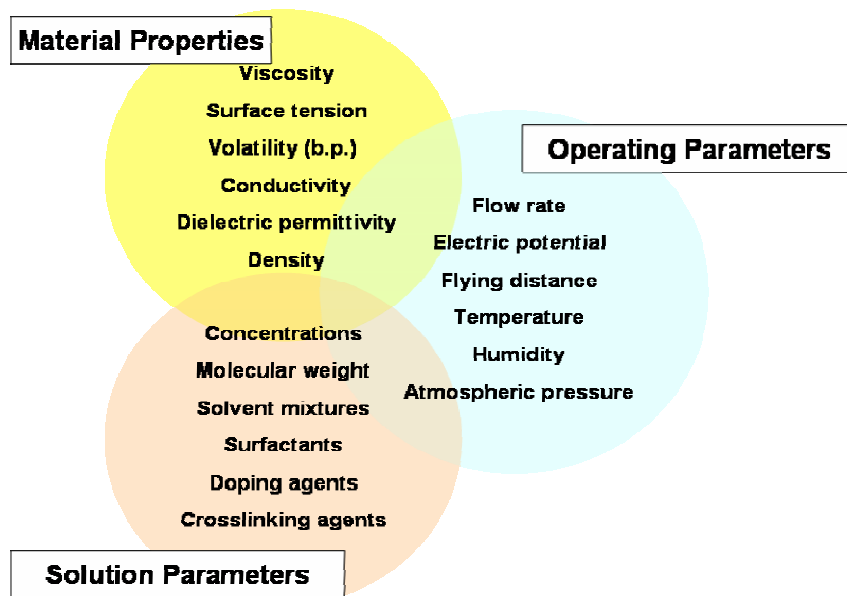 Material Properties
Viscosity
Surface tension
Volatility (b.p.)
Conductivity
Dielectric permittivity
Density
Operating Parameters
Flow rate
Electric potential
Flying distance
Temperature
Humidity
Atmospheric pressure
Concentrations
Molecular weight
Solvent mixtures
Surfactants
Doping agents
Crosslinking agents
Solution Parameters